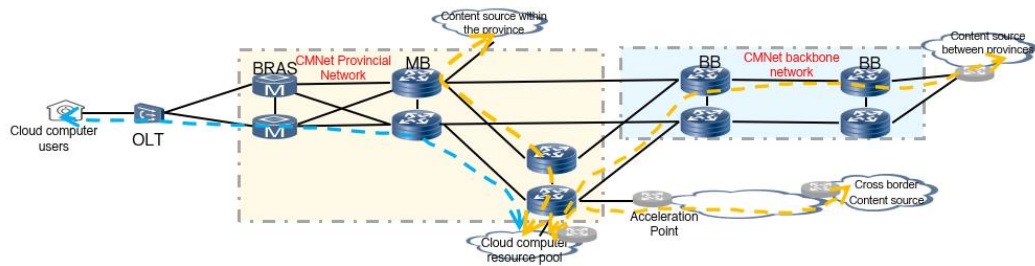 Content source within
the province
Content source
between provinces
CMNet Provincial
Network
MB
BRAS
BB
CMNet backbone
network
BB
M
M
Cloud computer
users
OLT
Cross border
Content source
Acceleration
Point
Cloud computer
resource pool